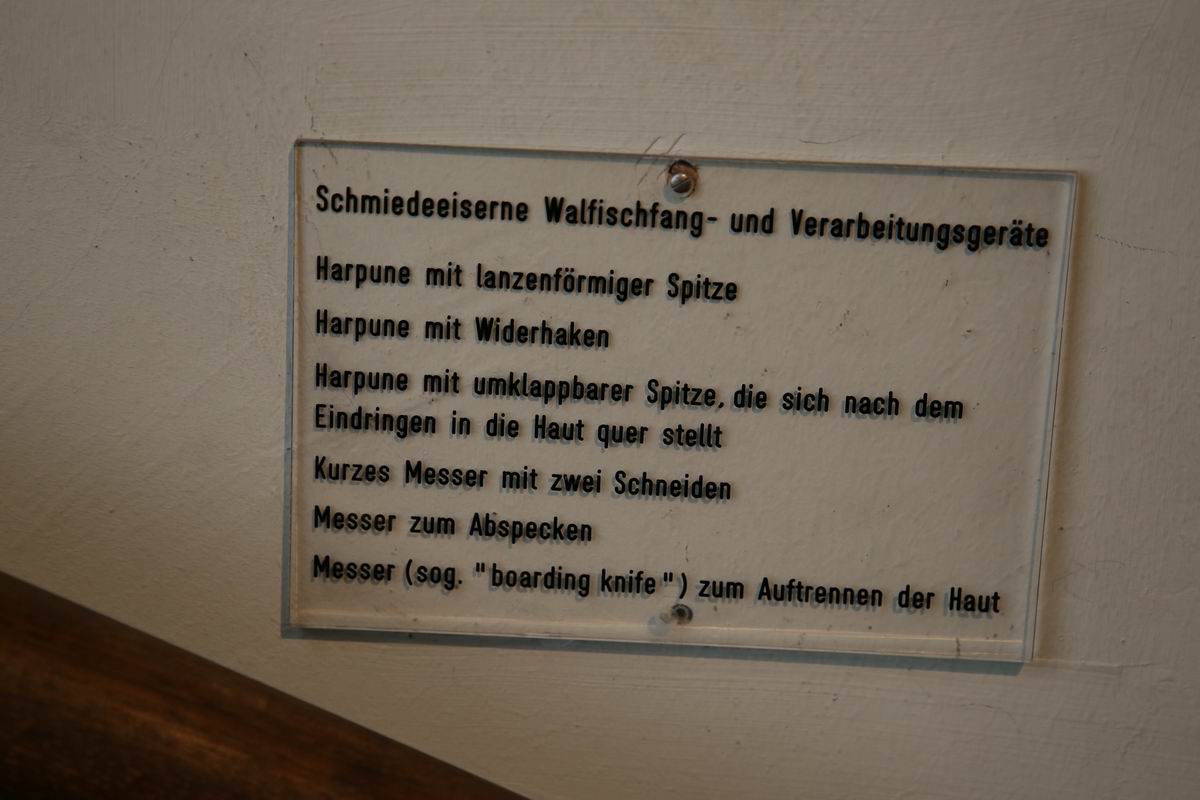 Schmiedeeiserne Walfischfang- und Verarbeitungsgeräte
Harpune mit lanzenförmiger Spitze
Harpune mit Widerhaken
Harpune mit umklappbarer Spitze, die sich nach dem
Eindringen in die Haut quer stellt
Kurzes Messer mit zwei Schneiden
Messer zum Abspecken
Messer (sog. "boarding knife") zum Auftrennen der Haut